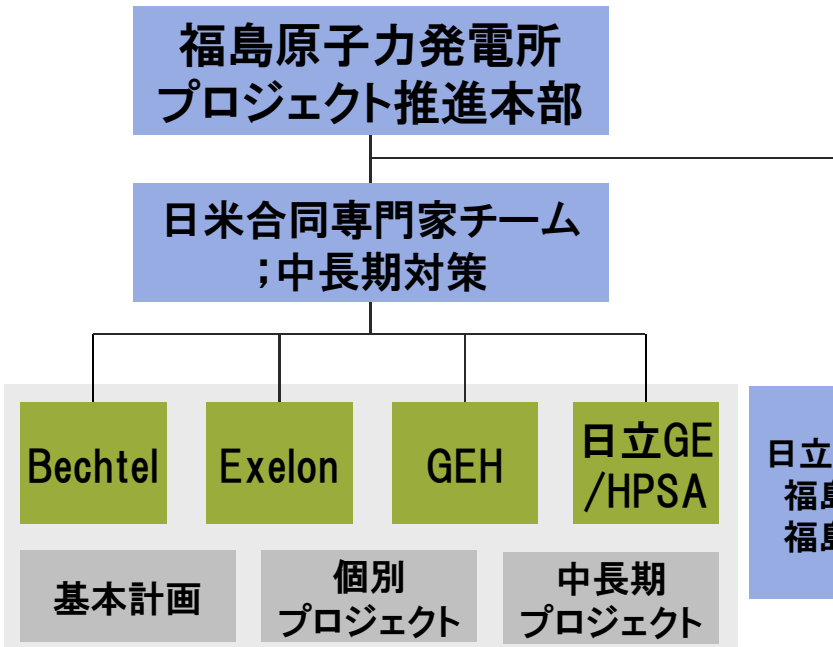 福島原子力発電所
プロジェクト推進本部
日米合同専門家チーム
;中長期対策
Bechtel
Exelon
GEH
日立GE
/HPSA
日立
福島
福島
基本計画
個別
プロジェクト
中長期
プロジェクト